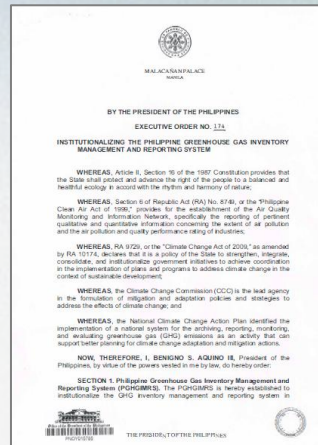 MALACAÑAN PALACE
MANILA
BY THE PRESIDENT OF THE PHILIPPINES
EXECUTIVE ORDER NO. 174
INSTITUTIONALIZING THE PHILIPPINE GREENHOUSE GAS INVENTORY
MANAGEMENT AND REPORTING SYSTEM
WHEREAS, Article II, Section 16 of the 1987 Constitution provides that
the State shall protect and advance the right of the people to a balanced and
healthful ecology in accord with the rhythm and harmony of nature;
WHEREAS, Section 6 of Republic Act (RA) No. 8749, or the "Philippine
Clean Air Act of 1999," provides for the establishment of the Air Quality
Monitoring and Information Network, specifically the reporting of pertinent
qualitative and quantitative information concerning the extent of air pollution
and the air pollution and quality performance rating of industries;
WHEREAS, RA 9729, or the "Climate Change Act of 2009," as amended
by RA 10174, declares that it is a policy of the State to strengthen, integrate,
consolidate, and institutionalize government initiatives to achieve coordination
in the implementation of plans and programs to address climate change in the
context of sustainable development;
WHEREAS, the Climate Change Commission (CCC) is the lead agency
in the formulation of mitigation and adaptation policies and strategies to
address the effects of climate change; and
WHEREAS, the National Climate Change Action Plan identified the
implementation of a national system for the archiving, reporting, monitoring,
and evaluating greenhouse gas (GHG) emissions as an activity that can
support better planning for climate change adaptation and mitigation actions.
NOW, THEREFORE, I, BENIGNO S. AQUINO III, President of the
Philippines, by virtue of the powers vested in me by law, do hereby order:
SECTION 1. Philippine Greenhouse Gas Inventory Management and
Reporting System (PGHGIMRS). The PGHGIMRS is hereby established to
institutionalize the GHG inventory management and reporting system in
THE PRESIDENT OF THE PHILIPPINES